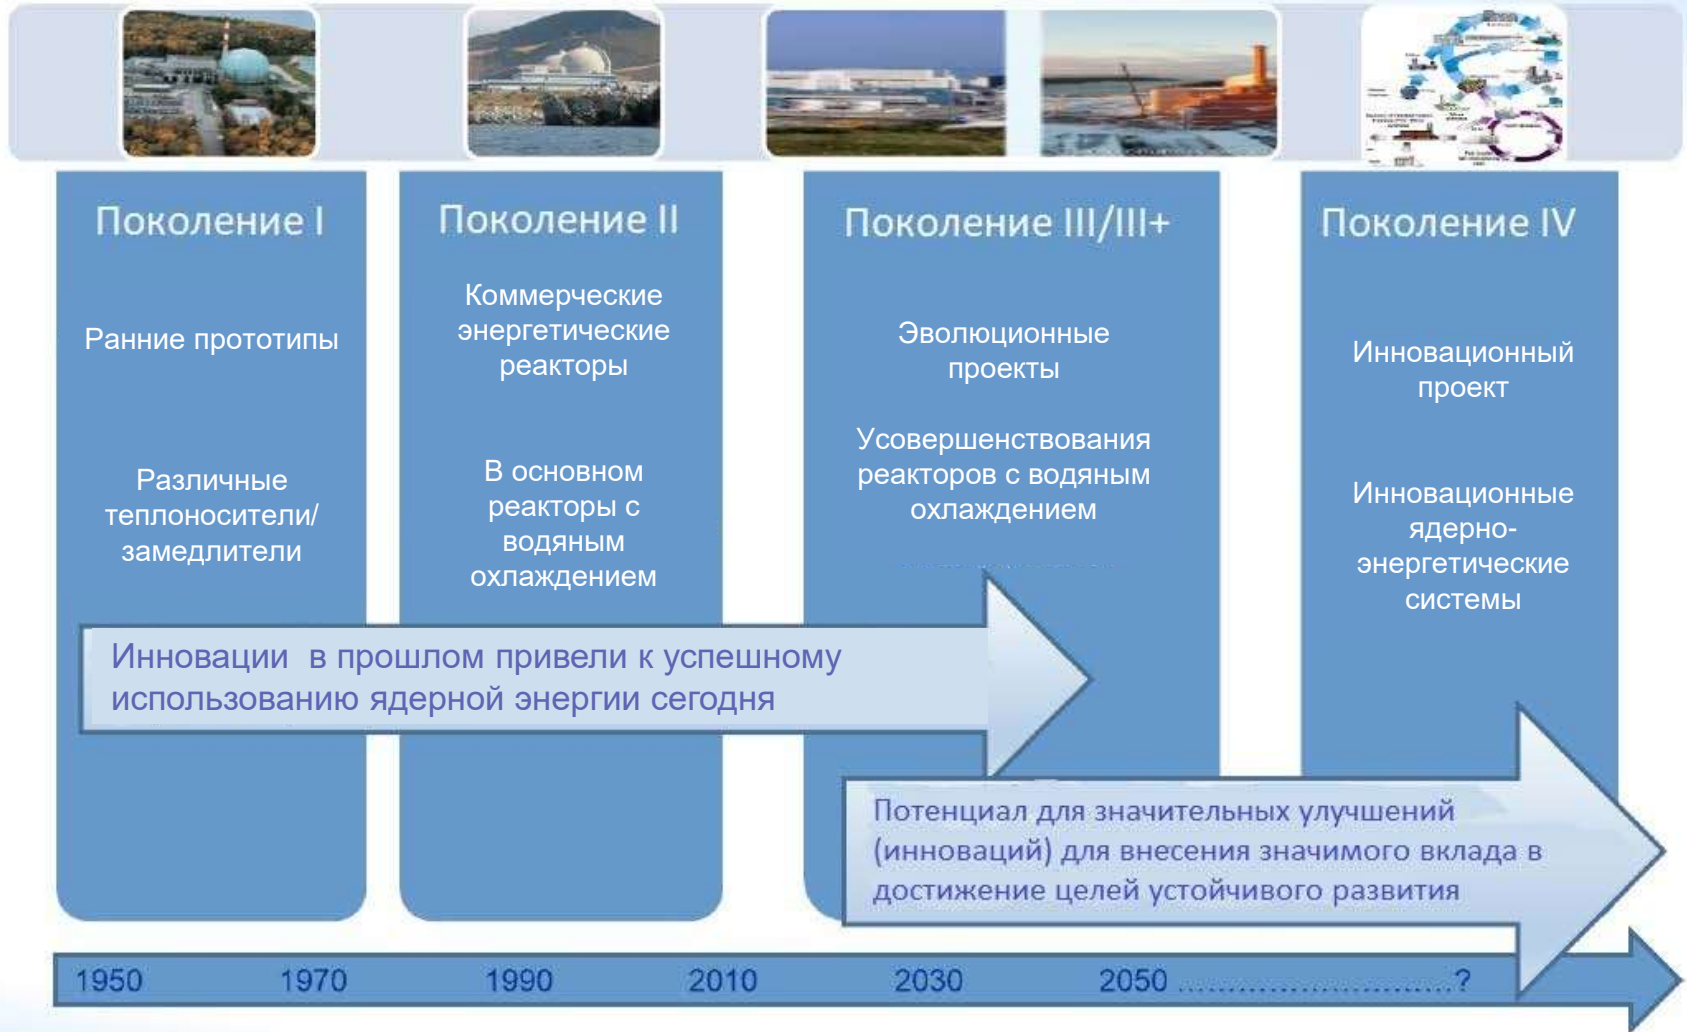 Поколение I
Ранние прототипы
Различные
теплоносители/
замедлители
Поколение II
Коммерческие
энергетические
реакторы
В основном
реакторы с
водяным
охлаждением
Поколение III/III+
Эволюционные
проекты
Усовершенствования
реакторов с водяным
охлаждением
Поколение IV
Инновационный
проект
Инновационные
ядерно-
энергетические
системы
Инновации в прошлом привели к успешному
использованию ядерной энергии сегодня
Потенциал для значительных улучшений
(инноваций) для внесения значимого вклада в
достижение целей устойчивого развития
1950 1970 1990 2010 2030 2050 ..............................?